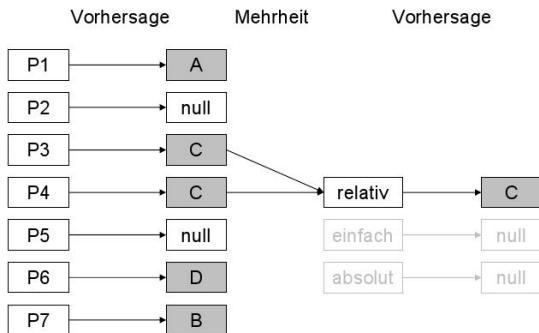 Vorhersage Mehrheit Vorhersage
P1 A
P2 null
P3 C
P4 C relativ C
P5 null einfach null
P6 D absolut null
P7 B